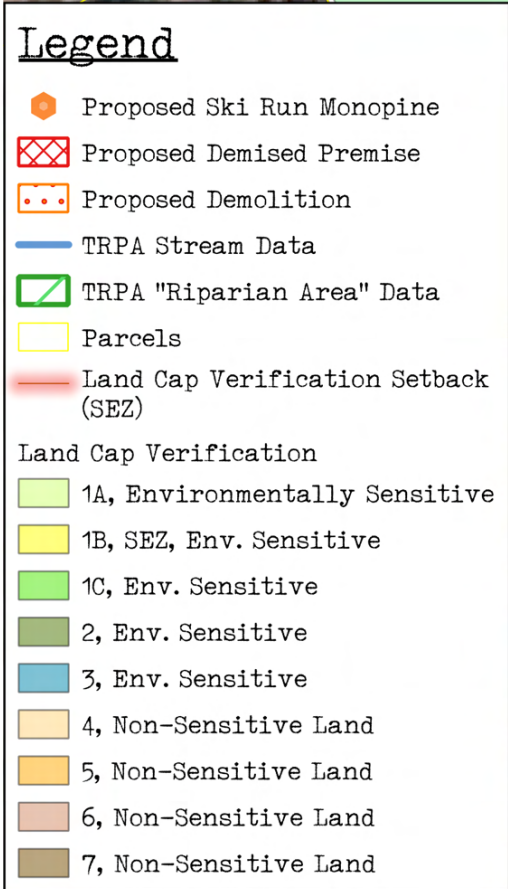 Legend
Proposed Ski Run Monopine
Proposed Demised Premise
Proposed Demolition
TRPA Stream Data
TRPA "Riparian Area" Data
Parcels
Land Cap Verification Setback
(SEZ)
Land Cap Verification
1A, Environmentally Sensitive
1B, SEZ, Env. Sensitive
1C, Env. Sensitive
2, Env. Sensitive
3, Env. Sensitive
4, Non-Sensitive Land
5, Non-Sensitive Land
6, Non-Sensitive Land
7, Non-Sensitive Land